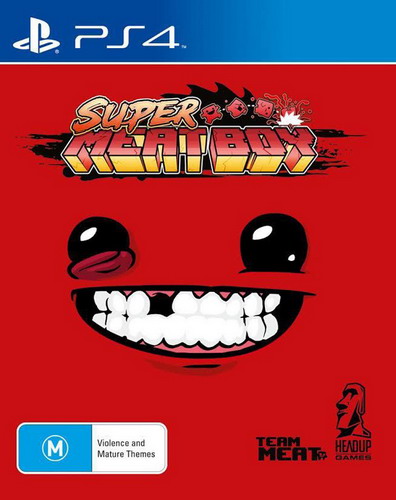 PS4
SUPER
MEAT BOY
M
Violence and
Mature Themes
TEAM
MEAT
HEADUP
GAMES